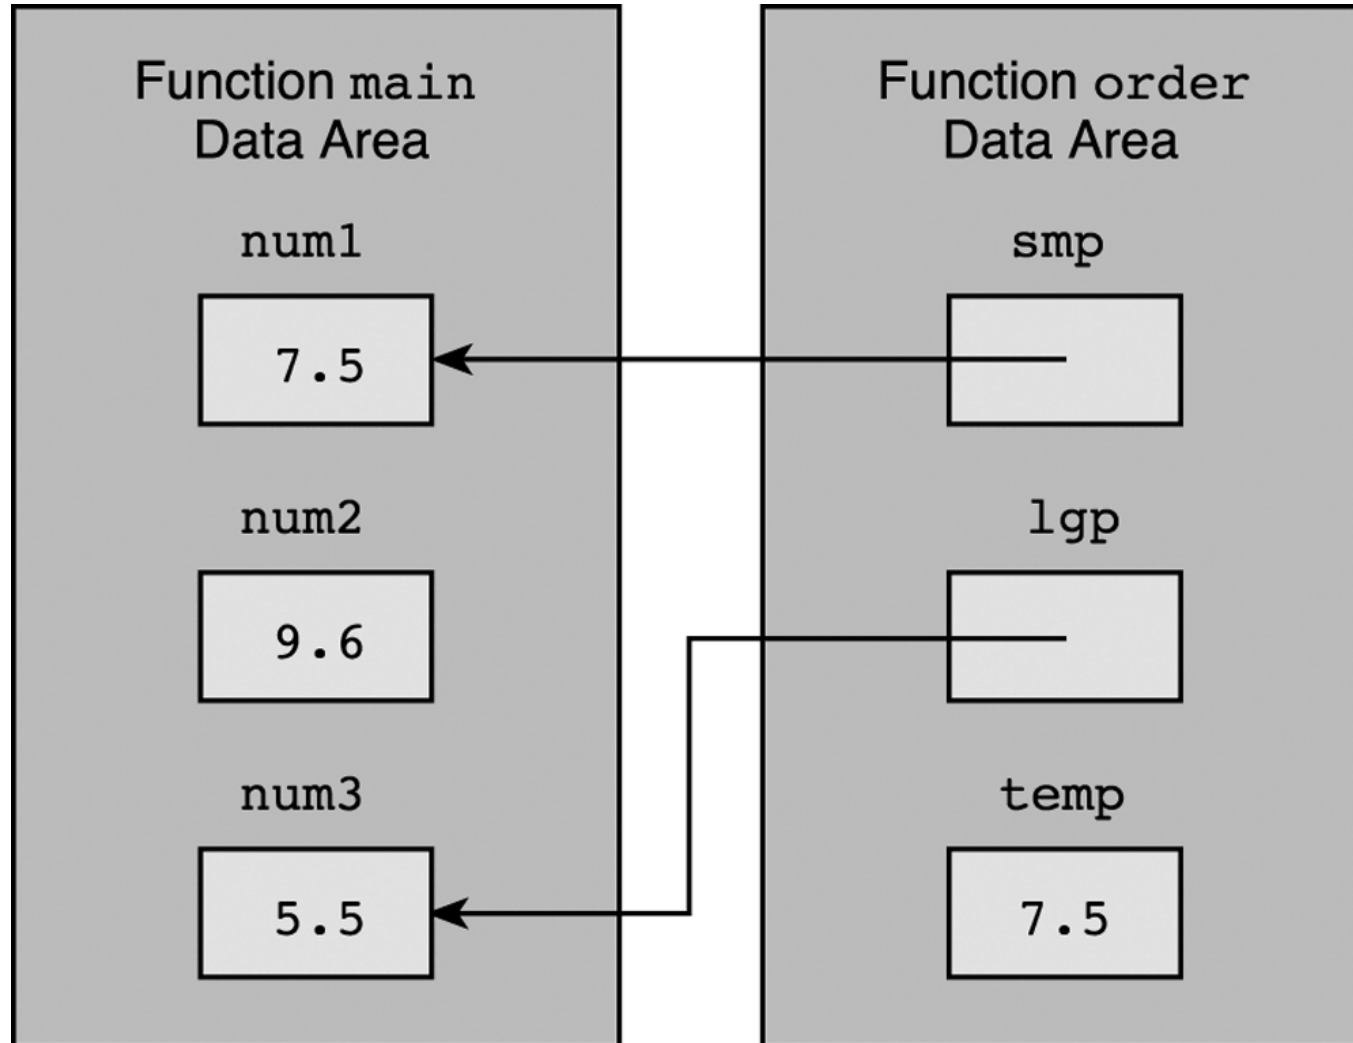 Function main
Data Area
num1
7.5
num2
9.6
num3
5.5
Function order
Data Area
smp
lgp
temp
7.5